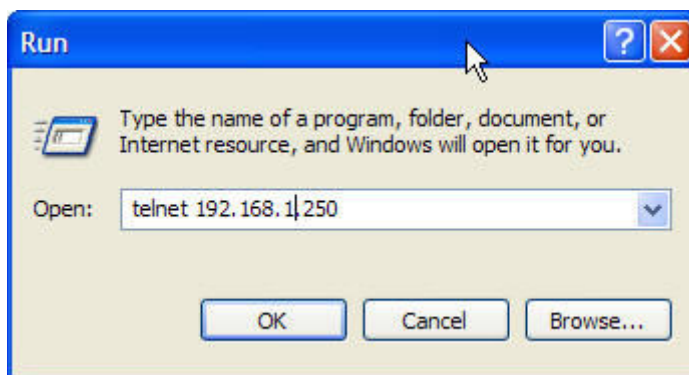 Run
Type the name of a program, folder, document, or
Internet resource, and Windows will open it for you.
Open: telnet 192.168.1.250
OK Cancel Browse...